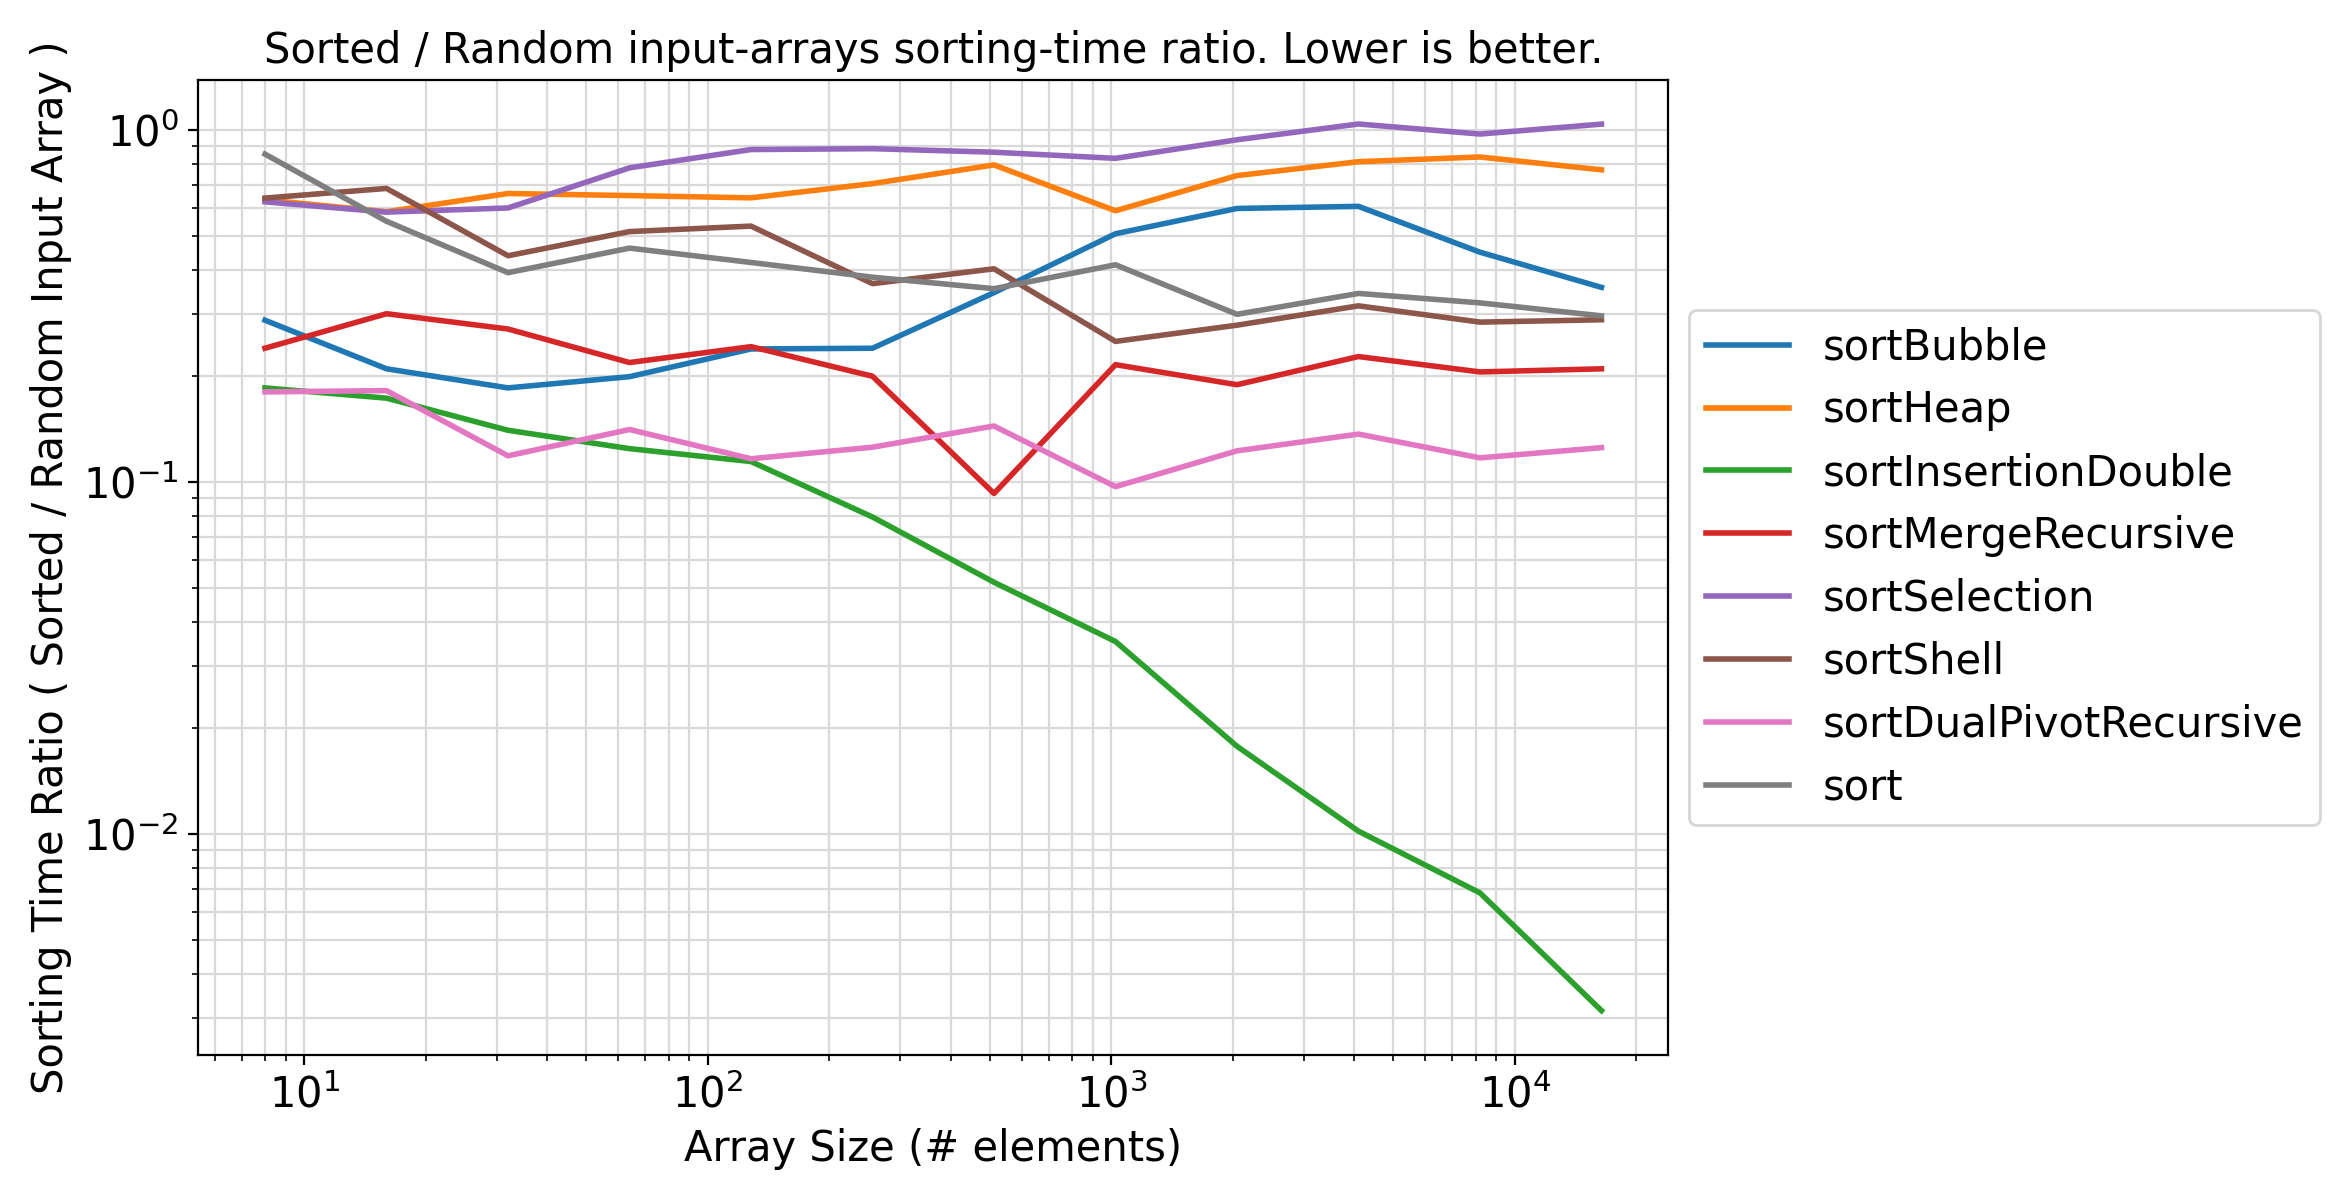 Sorted / Random input-arrays sorting-time ratio. Lower is better.
Sorting Time Ratio ( Sorted / Random Input Array )
10⁰
10⁻¹
10⁻²
10¹
10²
10³
10⁴
Array Size (# elements)
sortBubble
sortHeap
sortInsertionDouble
sortMergeRecursive
sortSelection
sortShell
sortDualPivotRecursive
sort